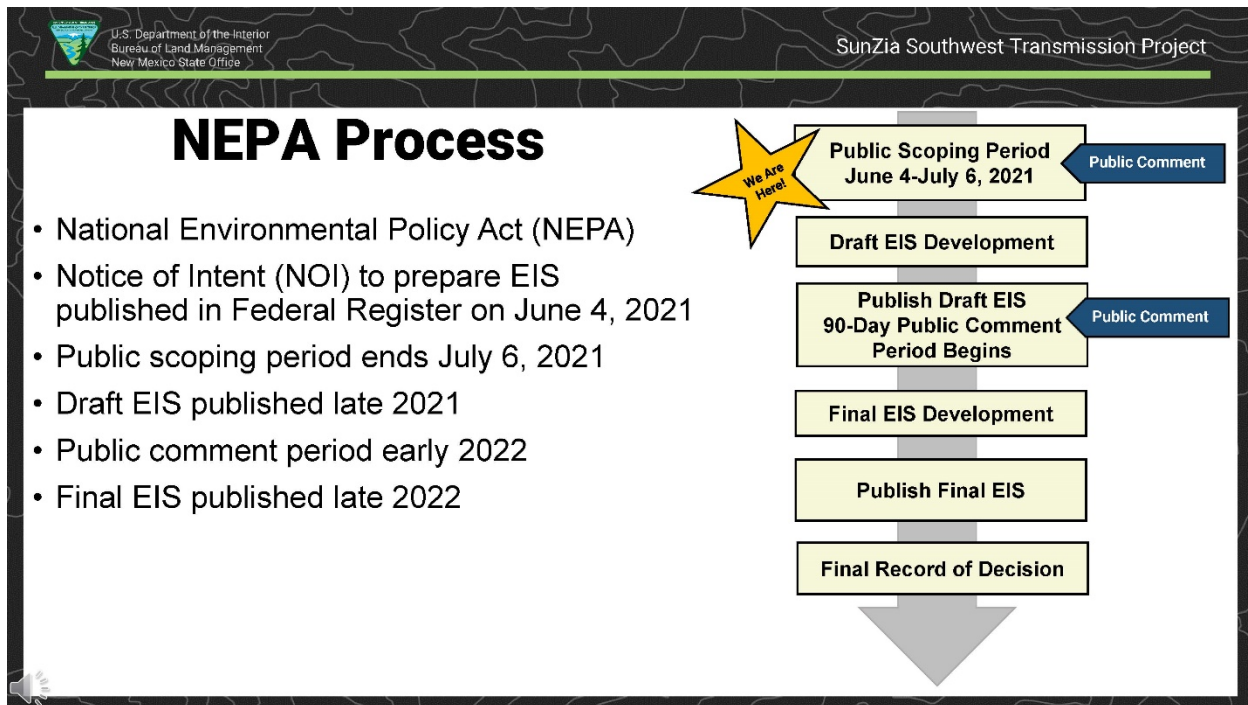 U.S. Department of the Interior
Bureau of Land Management
New Mexico State Office
SunZia Southwest Transmission Project
NEPA Process
• National Environmental Policy Act (NEPA)
• Notice of Intent (NOI) to prepare EIS
published in Federal Register on June 4, 2021
• Public scoping period ends July 6, 2021
• Draft EIS published late 2021
• Public comment period early 2022
• Final EIS published late 2022
We Are
Here!
Public Scoping Period
June 4-July 6, 2021
Public Comment
Draft EIS Development
Publish Draft EIS
90-Day Public Comment
Period Begins
Public Comment
Final EIS Development
Publish Final EIS
Final Record of Decision